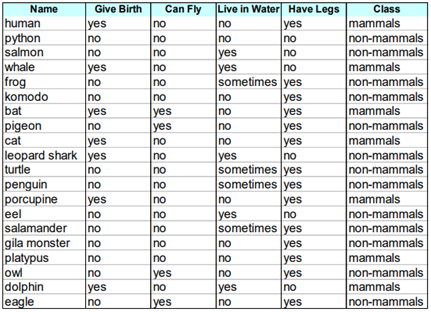 Name Give Birth Can Fly Live in Water Have Legs Class
human yes no no yes mammals
python no no no no non-mammals
salmon no no yes no non-mammals
whale yes no yes no mammals
frog no no sometimes yes non-mammals
komodo no no no yes non-mammals
bat yes yes no yes mammals
pigeon no yes no yes non-mammals
cat yes no no yes mammals
leopard shark yes no yes no non-mammals
turtle no no sometimes yes non-mammals
penguin no no sometimes yes non-mammals
porcupine yes no no yes mammals
eel no no yes no non-mammals
salamander no no sometimes yes non-mammals
gila monster no no no yes non-mammals
platypus no no no yes mammals
owl no yes no yes non-mammals
dolphin yes no yes no mammals
eagle no yes no yes non-mammals